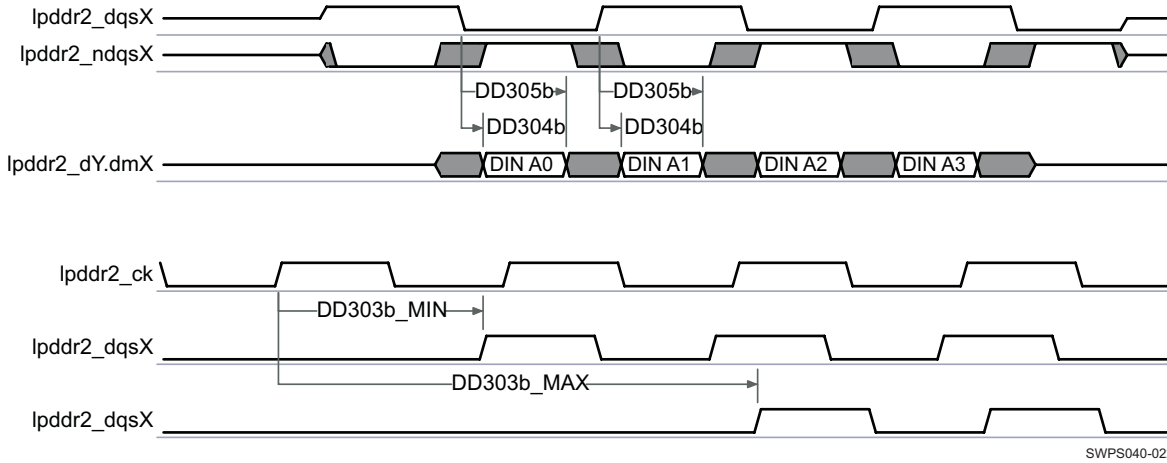 lpddr2_dqsX
lpddr2_ndqsX
DD305b DD305b
DD304b DD304b
lpddr2_dY.dmX
DIN A0 DIN A1 DIN A2 DIN A3
lpddr2_ck
DD303b_MIN
lpddr2_dqsX
DD303b_MAX
lpddr2_dqsX
SWPS040-02